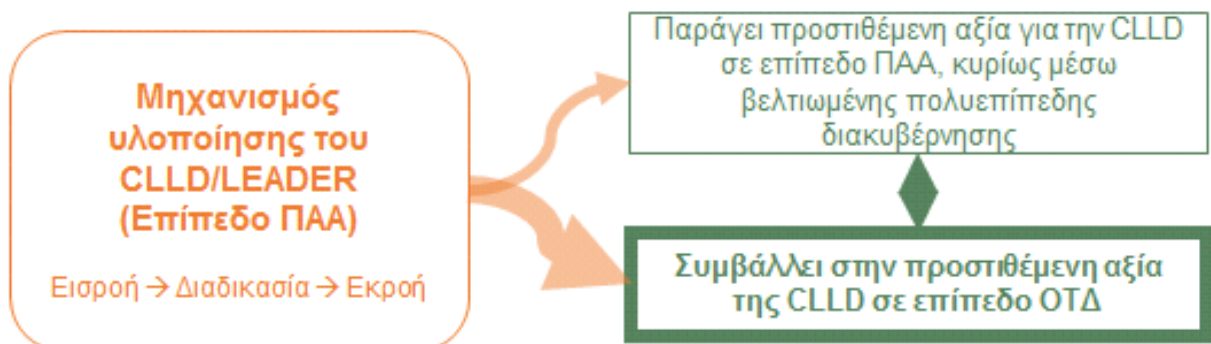 Μηχανισμός
υλοποίησης του
CLLD/LEADER
(Επίπεδο ΠΑΑ)
Εισροή → Διαδικασία → Εκροή
Παράγει προστιθέμενη αξία για την CLLD
σε επίπεδο ΠΑΑ, κυρίως μέσω
βελτιωμένης πολυεπίπεδης
διακυβέρνησης
Συμβάλλει στην προστιθέμενη αξία
της CLLD σε επίπεδο ΟΤΔ